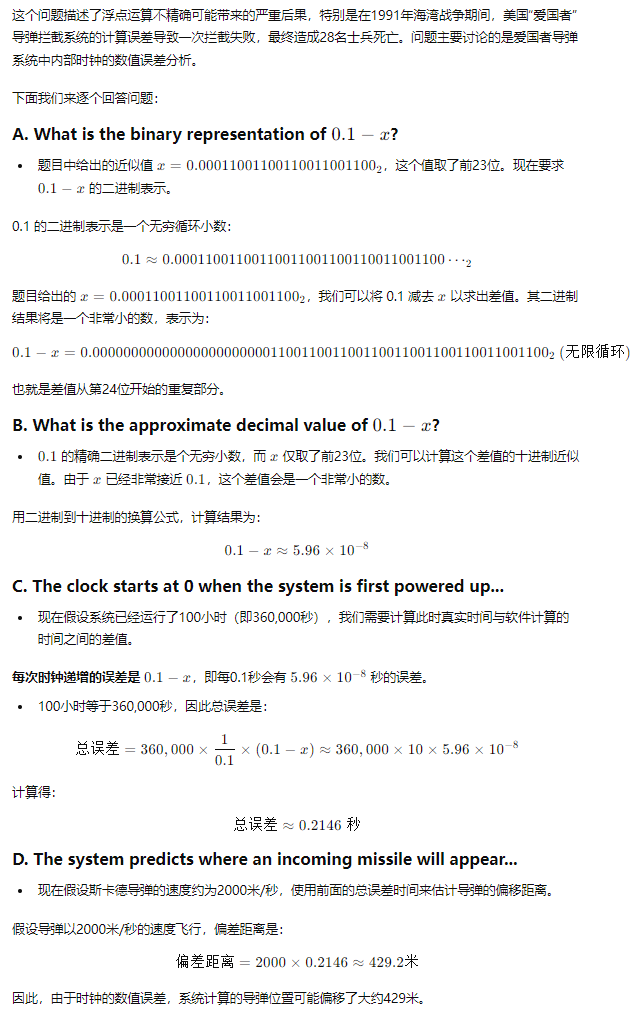 这个问题描述了浮点运算不精确可能带来的严重后果，特别是在1991年海湾战争期间，美国“爱国者”
导弹拦截系统的计算误差导致一次拦截失败，最终造成28名士兵死亡。问题主要讨论的是爱国者导弹
系统中内部时钟的数值误差分析。
下面我们来逐个回答问题：
A. What is the binary representation of 0.1 − x?
• 题目中给出的近似值 x = 0.00011001100110011001100₂，这个值取了前23位。现在要求
0.1 − x 的二进制表示。
0.1 的二进制表示是一个无穷循环小数：
0.1 ≈ 0.00011001100110011001100110011001100⋯₂
题目给出的 x = 0.00011001100110011001100₂，我们可以将 0.1 减去 x 以求出差值。其二进制
结果将是一个非常小的数，表示为：
0.1 − x = 0.00000000000000000000000110011001100110011001100110011001100₂ (无限循环)
也就是差值从第24位开始的重复部分。
B. What is the approximate decimal value of 0.1 − x?
• 0.1 的精确二进制表示是个无穷小数，而 x 仅取了前23位。我们可以计算这个差值的十进制近似
值。由于 x 已经非常接近 0.1，这个差值会是一个非常小的数。
用二进制到十进制的换算公式，计算结果为：
0.1 − x ≈ 5.96 × 10⁻⁸
C. The clock starts at 0 when the system is first powered up...
• 现在假设系统已经运行了100小时（即360,000秒），我们需要计算此时真实时间与软件计算的
时间之间的差值。
每次时钟递增的误差是 0.1 − x，即每0.1秒会有 5.96 × 10⁻⁸ 秒的误差。
• 100小时等于360,000秒，因此总误差是：
总误差 = 360,000 × 1/0.1 × (0.1 − x) ≈ 360,000 × 10 × 5.96 × 10⁻⁸
计算得：
总误差 ≈ 0.2146 秒
D. The system predicts where an incoming missile will appear...
• 现在假设斯卡德导弹的速度约为2000米/秒，使用前面的总误差时间来估计导弹的偏移距离。
假设导弹以2000米/秒的速度飞行，偏差距离是：
偏差距离 = 2000 × 0.2146 ≈ 429.2米
因此，由于时钟的数值误差，系统计算的导弹位置可能偏移了大约429米。